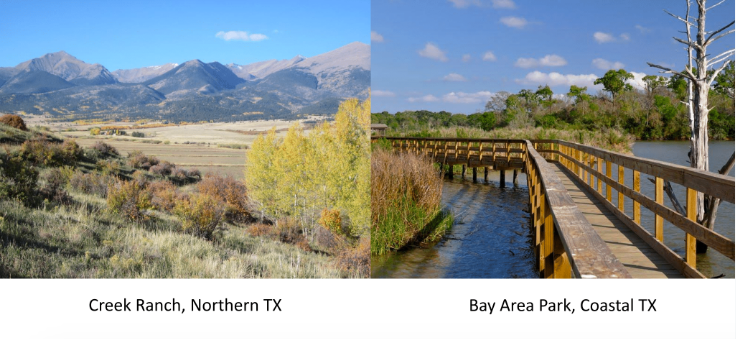 Creek Ranch, Northern TX
Bay Area Park, Coastal TX